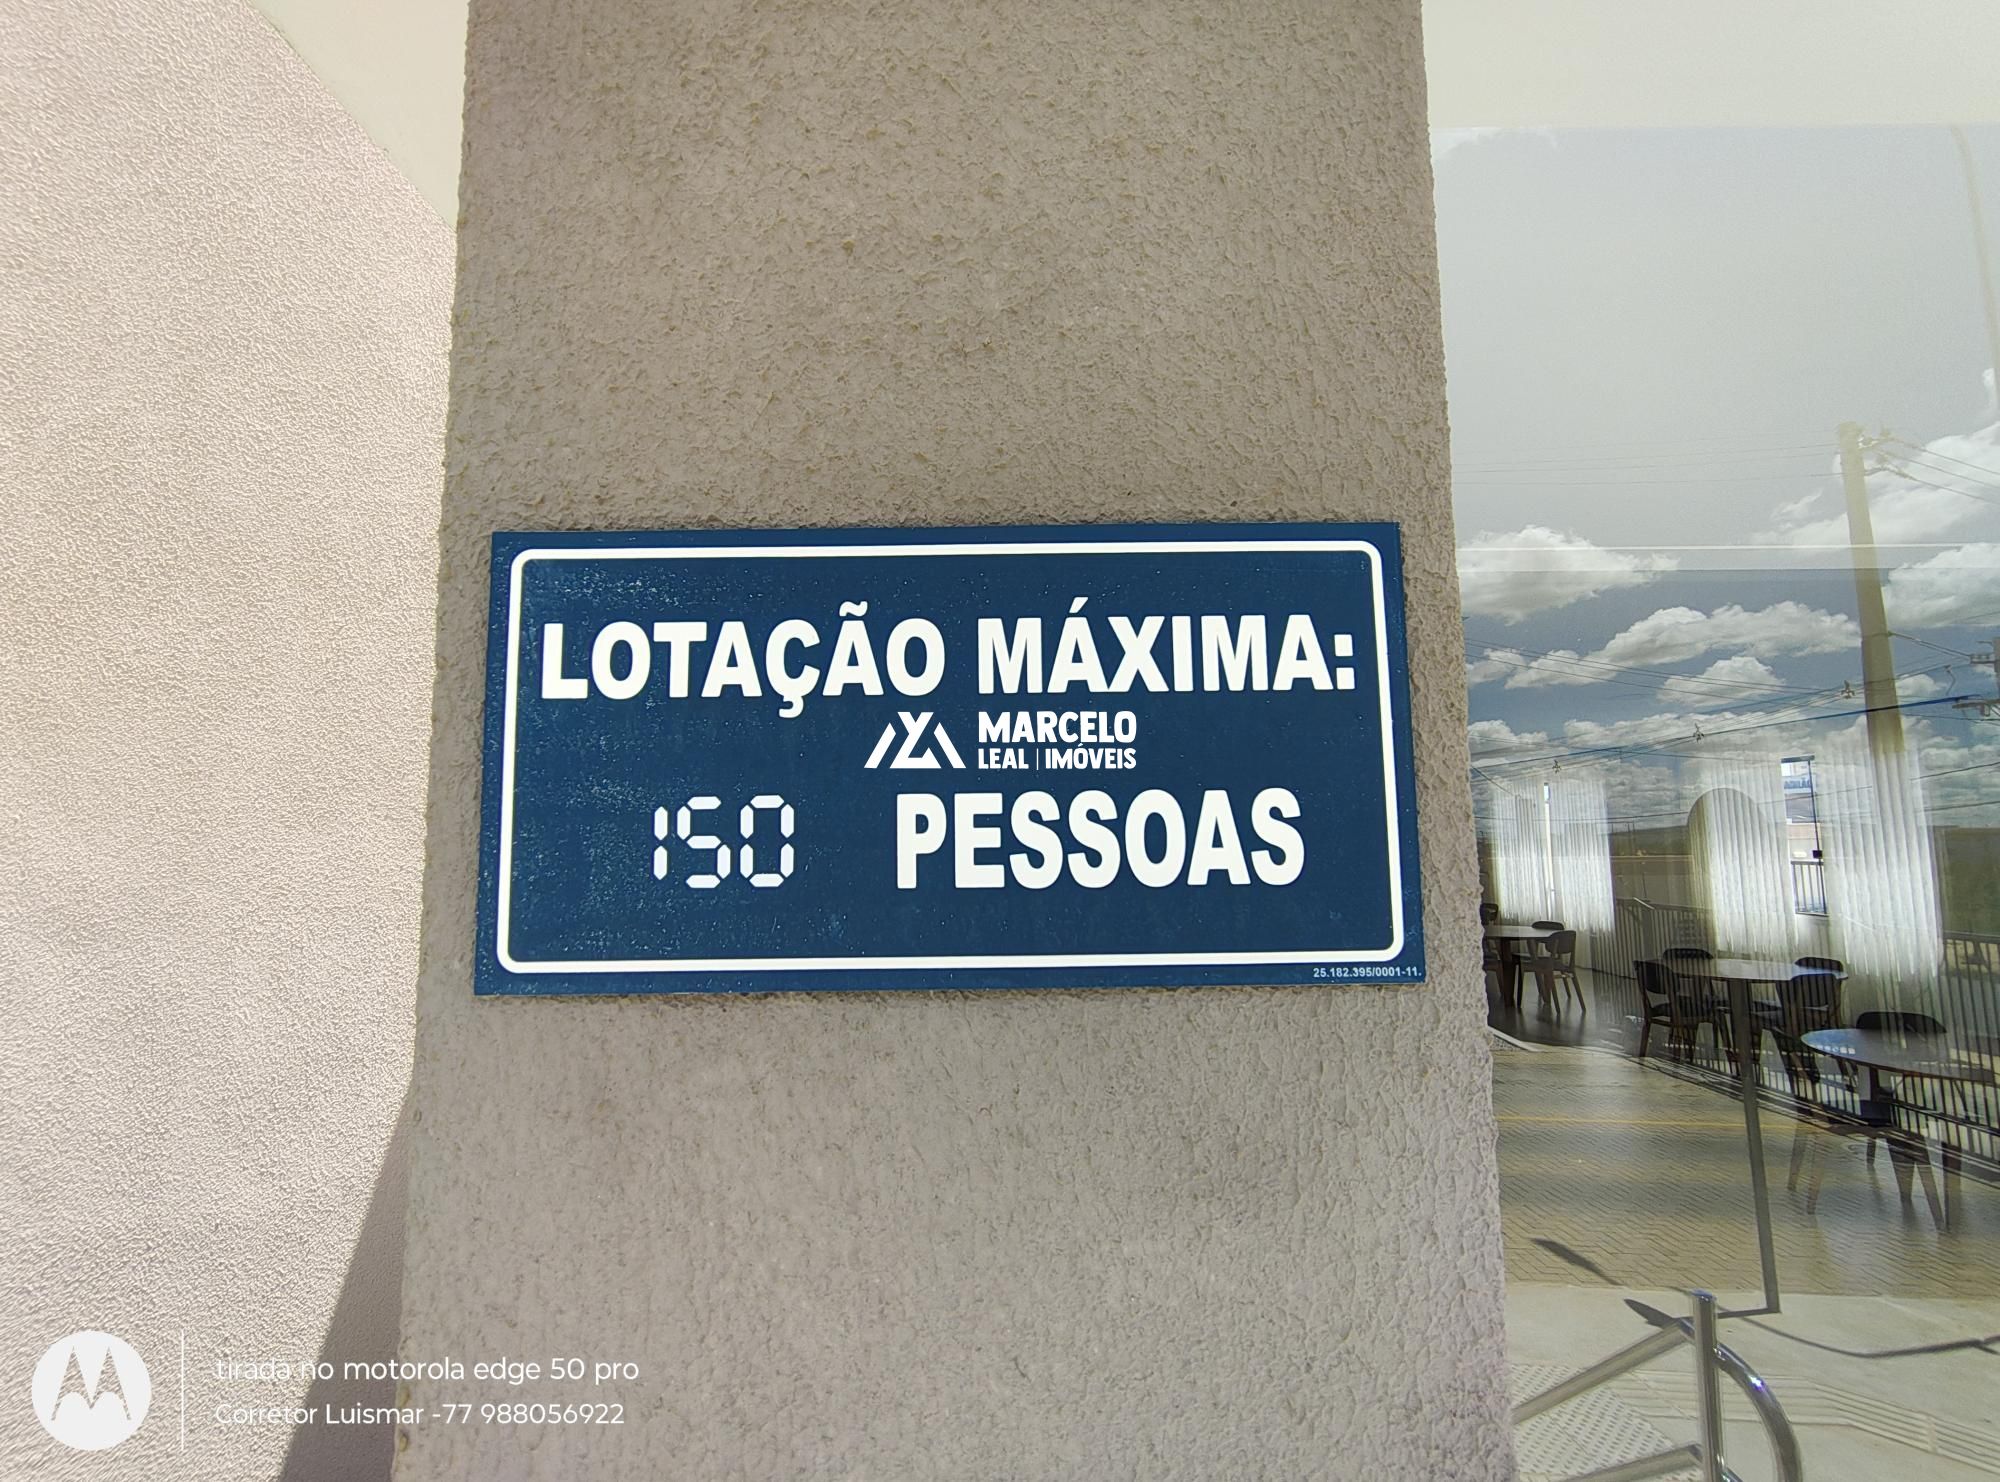 LOTAÇÃO MÁXIMA:
MARCELO
LEAL | IMÓVEIS
150 PESSOAS
25.182.395/0001-11.
tirada no motorola edge 50 pro
Corretor Luismar -77 988056922